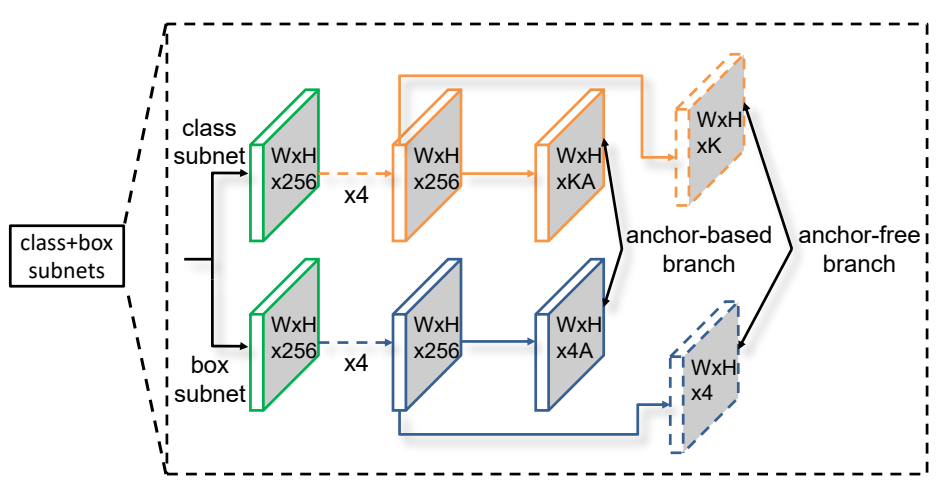 class+box
subnets
class
subnet
WxH
x256
x4
WxH
x256
WxH
xKA
WxH
xK
anchor-based
branch
anchor-free
branch
box
subnet
WxH
x256
x4
WxH
x256
WxH
x4A
WxH
x4